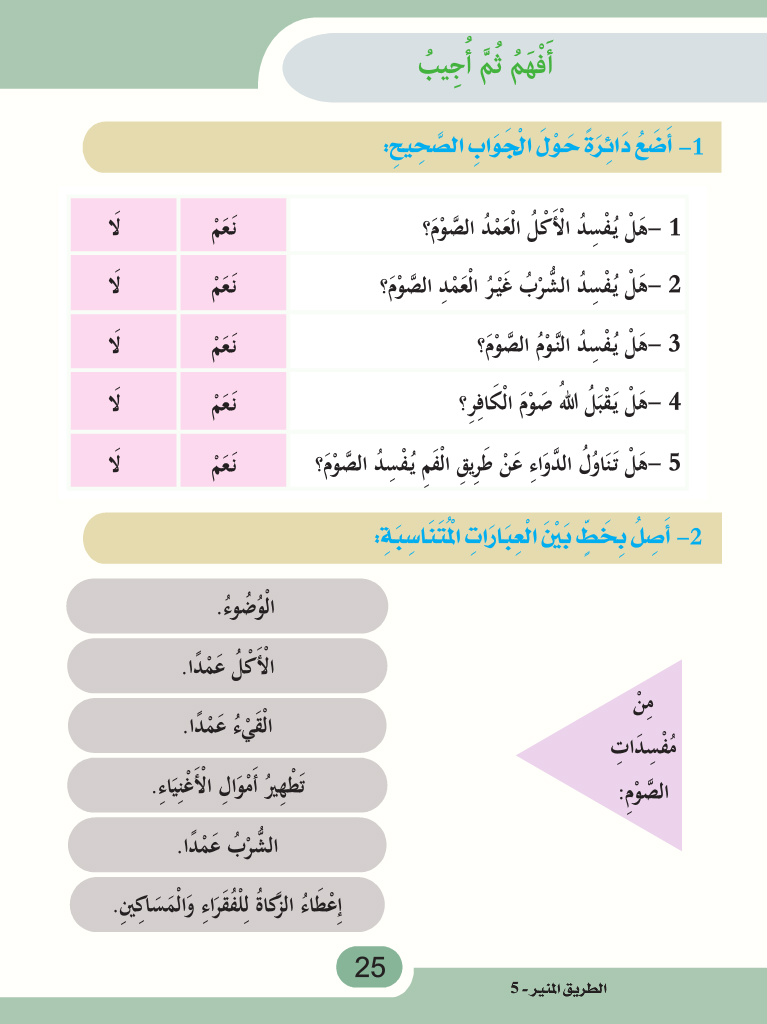 أَفْهَمُ ثُمَّ أُجِيبُ
1- أَضَعُ دَائِرَةً حَوْلَ الْجَوَابِ الصَّحِيحِ:
1 -هَلْ يُفْسِدُ الْأَكْلُ الْعَمْدُ الصَّوْمَ؟ نَعَمْ لَا
2 -هَلْ يُفْسِدُ الشُّرْبُ غَيْرُ الْعَمْدِ الصَّوْمَ؟ نَعَمْ لَا
3 -هَلْ يُفْسِدُ النَّوْمُ الصَّوْمَ؟ نَعَمْ لَا
4 -هَلْ يَقْبَلُ اللهُ صَوْمَ الْكَافِرِ؟ نَعَمْ لَا
5 -هَلْ تَنَاوُلُ الدَّوَاءِ عَنْ طَرِيقِ الْفَمِ يُفْسِدُ الصَّوْمَ؟ نَعَمْ لَا
2- أَصِلُ بِخَطٍّ بَيْنَ الْعِبَارَاتِ الْمُتَنَاسِبَةِ:
مِنْ
مُفْسِدَاتِ
الصَّوْمِ:
الْوُضُوءُ.
الْأَكْلُ عَمْدًا.
الْقَيْءُ عَمْدًا.
تَطْهِيرُ أَمْوَالِ الْأَغْنِيَاءِ.
الشُّرْبُ عَمْدًا.
إِعْطَاءُ الزَّكَاةُ لِلْفُقَرَاءِ وَالْمَسَاكِينِ.
25
الطريق المنير - 5